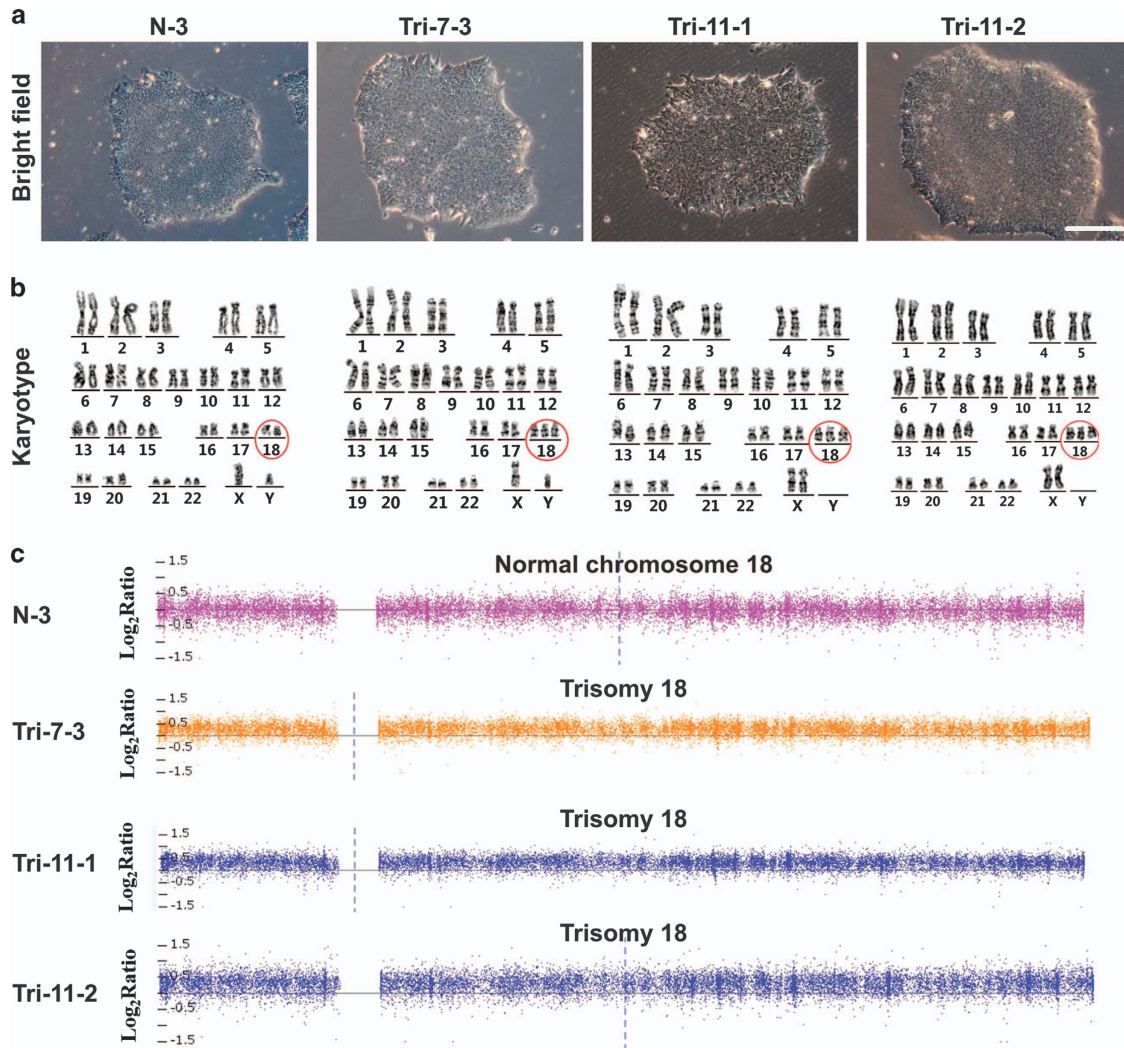 a
N-3 Tri-7-3 Tri-11-1 Tri-11-2
Bright field
b
Karyotype
1 2 3 4 5
6 7 8 9 10 11 12
13 14 15 16 17 18
19 20 21 22 X Y
1 2 3 4 5
6 7 8 9 10 11 12
13 14 15 16 17 18
19 20 21 22 X Y
1 2 3 4 5
6 7 8 9 10 11 12
13 14 15 16 17 18
19 20 21 22 X Y
1 2 3 4 5
6 7 8 9 10 11 12
13 14 15 16 17 18
19 20 21 22 X Y
c
Normal chromosome 18
N-3
Log₂Ratio
1.5
0.5
-0.5
-1.5
Trisomy 18
Tri-7-3
Log₂Ratio
1.5
0.5
-0.5
-1.5
Trisomy 18
Tri-11-1
Log₂Ratio
1.5
0.5
-0.5
-1.5
Trisomy 18
Tri-11-2
Log₂Ratio
1.5
0.5
-0.5
-1.5